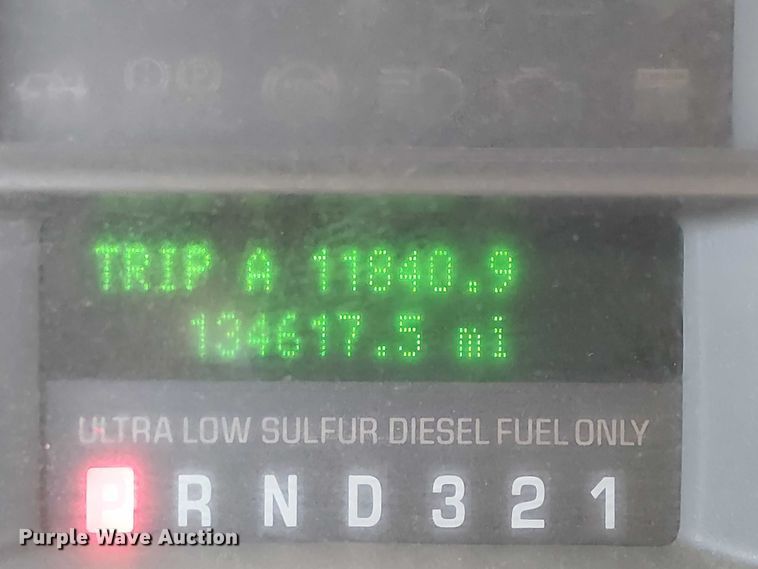 TRIP A 11840.9
134617.5 mi
ULTRA LOW SULFUR DIESEL FUEL ONLY
P R N D 3 2 1
Purple Wave Auction